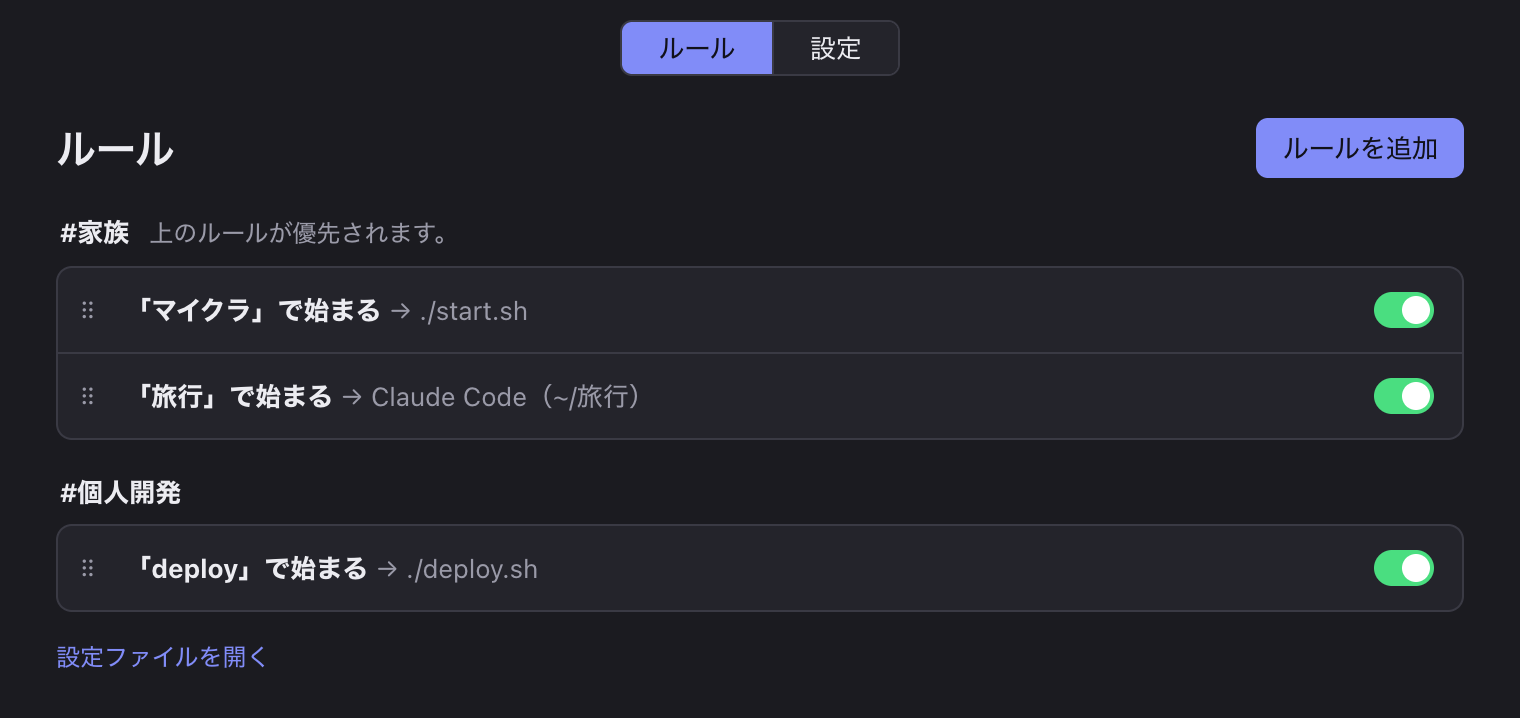 ルール 設定
ルール
ルールを追加
#家族 上のルールが優先されます。
「マイクラ」で始まる → ./start.sh
「旅行」で始まる → Claude Code（~/旅行）
#個人開発
「deploy」で始まる → ./deploy.sh
設定ファイルを開く